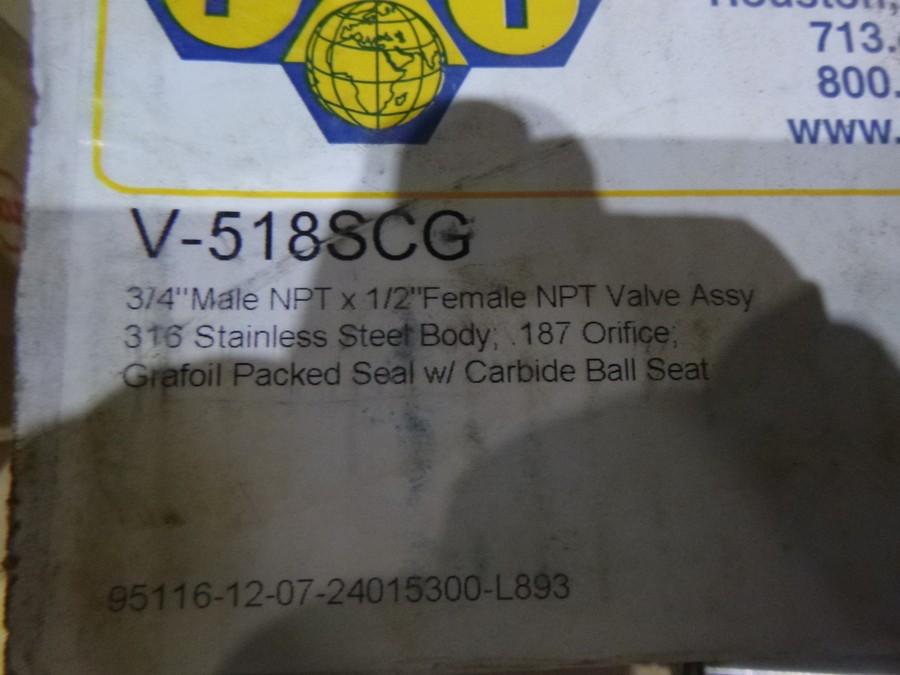 Houston,
713.
800.
www.
V-518SCG
3/4"Male NPT x 1/2"Female NPT Valve Assy
316 Stainless Steel Body; .187 Orifice;
Grafoil Packed Seal w/ Carbide Ball Seat
95116-12-07-24015300-L893